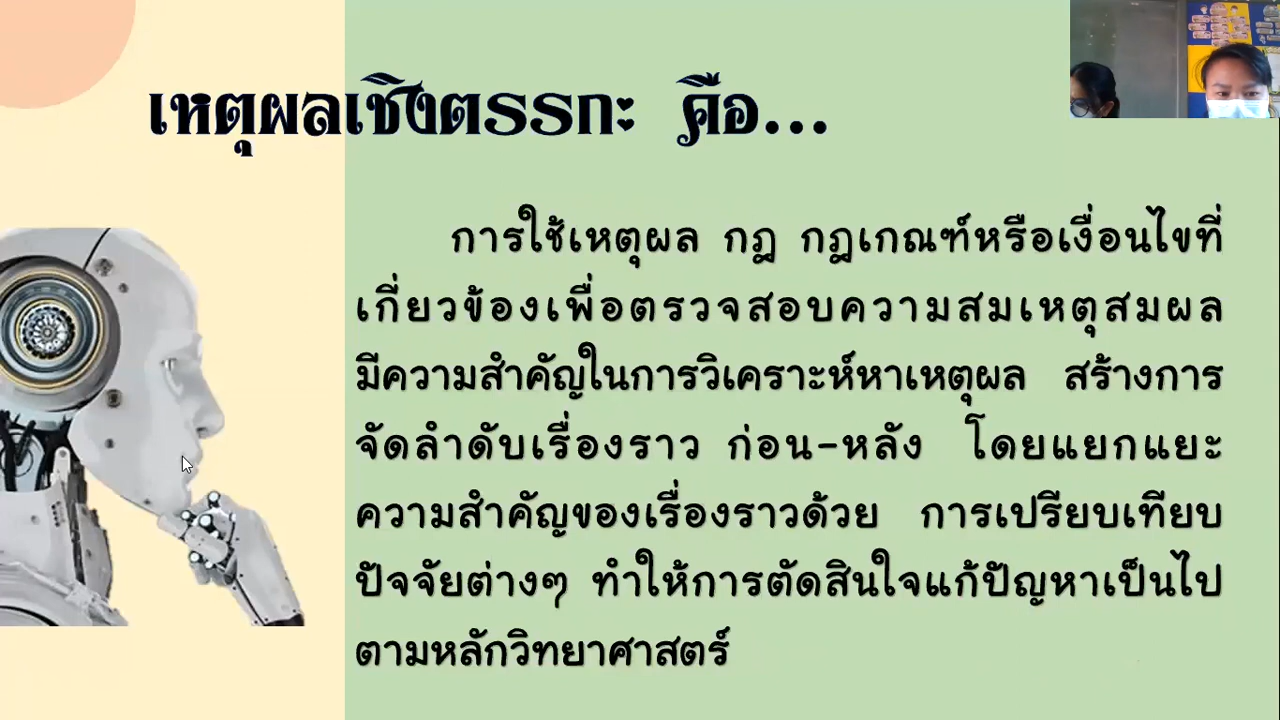 เหตุผลเชิงตรรกะ คือ...
การใช้เหตุผล กฎ กฎเกณฑ์หรือเงื่อนไขที่
เกี่ยวข้องเพื่อตรวจสอบความสมเหตุสมผล
มีความสำคัญในการวิเคราะห์หาเหตุผล สร้างการ
จัดลำดับเรื่องราว ก่อน-หลัง โดยแยกแยะ
ความสำคัญของเรื่องราวด้วย การเปรียบเทียบ
ปัจจัยต่างๆ ทำให้การตัดสินใจแก้ปัญหาเป็นไป
ตามหลักวิทยาศาสตร์